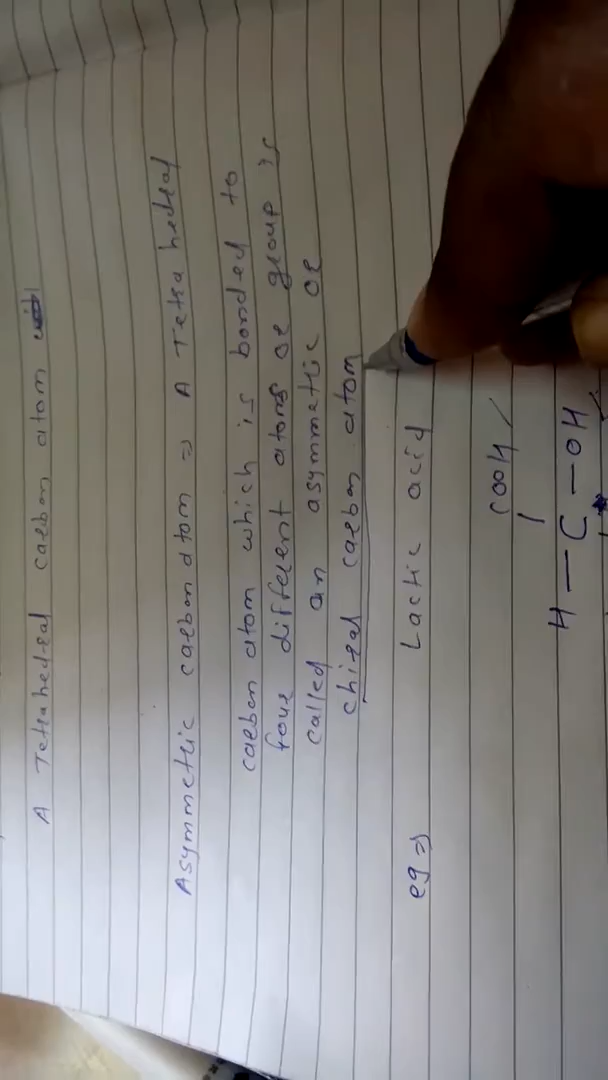 A Tetrahedral carbon atom
Asymmetric carbon atom => A Tetrahedral
carbon atom which is bonded to
four different atoms or group is
called an asymmetric or
chiral carbon atom
eg => Lactic acid
COOH
H — C — OH